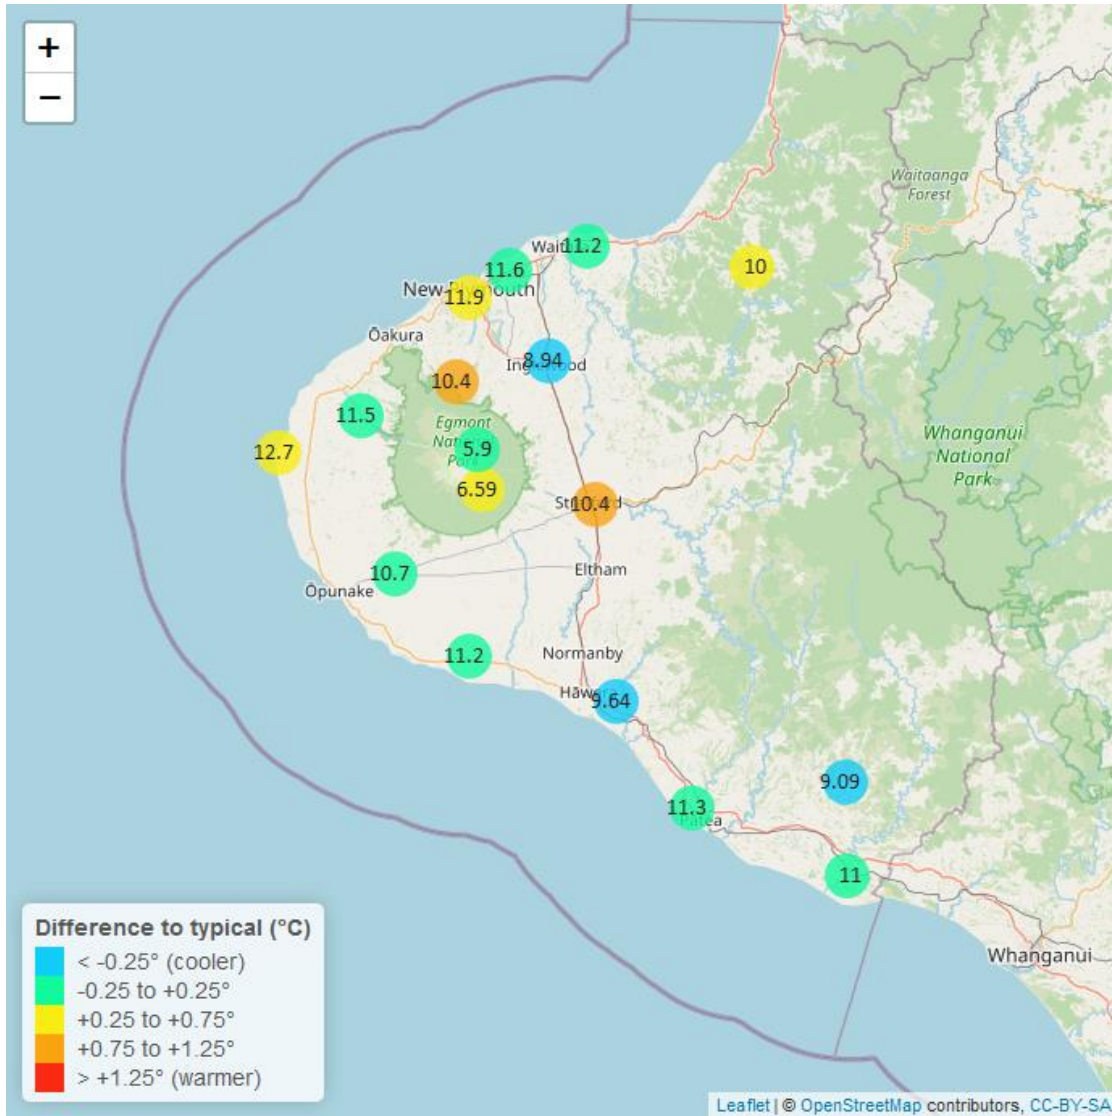 +
−
Waitaanga
Forest
Wait
11.2
11.6
10
New Plymouth
11.9
Ōakura
8.94
Inglewood
10.4
11.5
Egmont
National
Park
5.9
12.7
6.59
Whanganui
National
Park
Stratford
10.4
10.7
Eltham
Ōpunake
11.2
Normanby
Hāwera
9.64
9.09
11.3
Pātea
11
Whanganui
Difference to typical (°C)
< -0.25° (cooler)
-0.25 to +0.25°
+0.25 to +0.75°
+0.75 to +1.25°
> +1.25° (warmer)
Leaflet | © OpenStreetMap contributors, CC-BY-SA